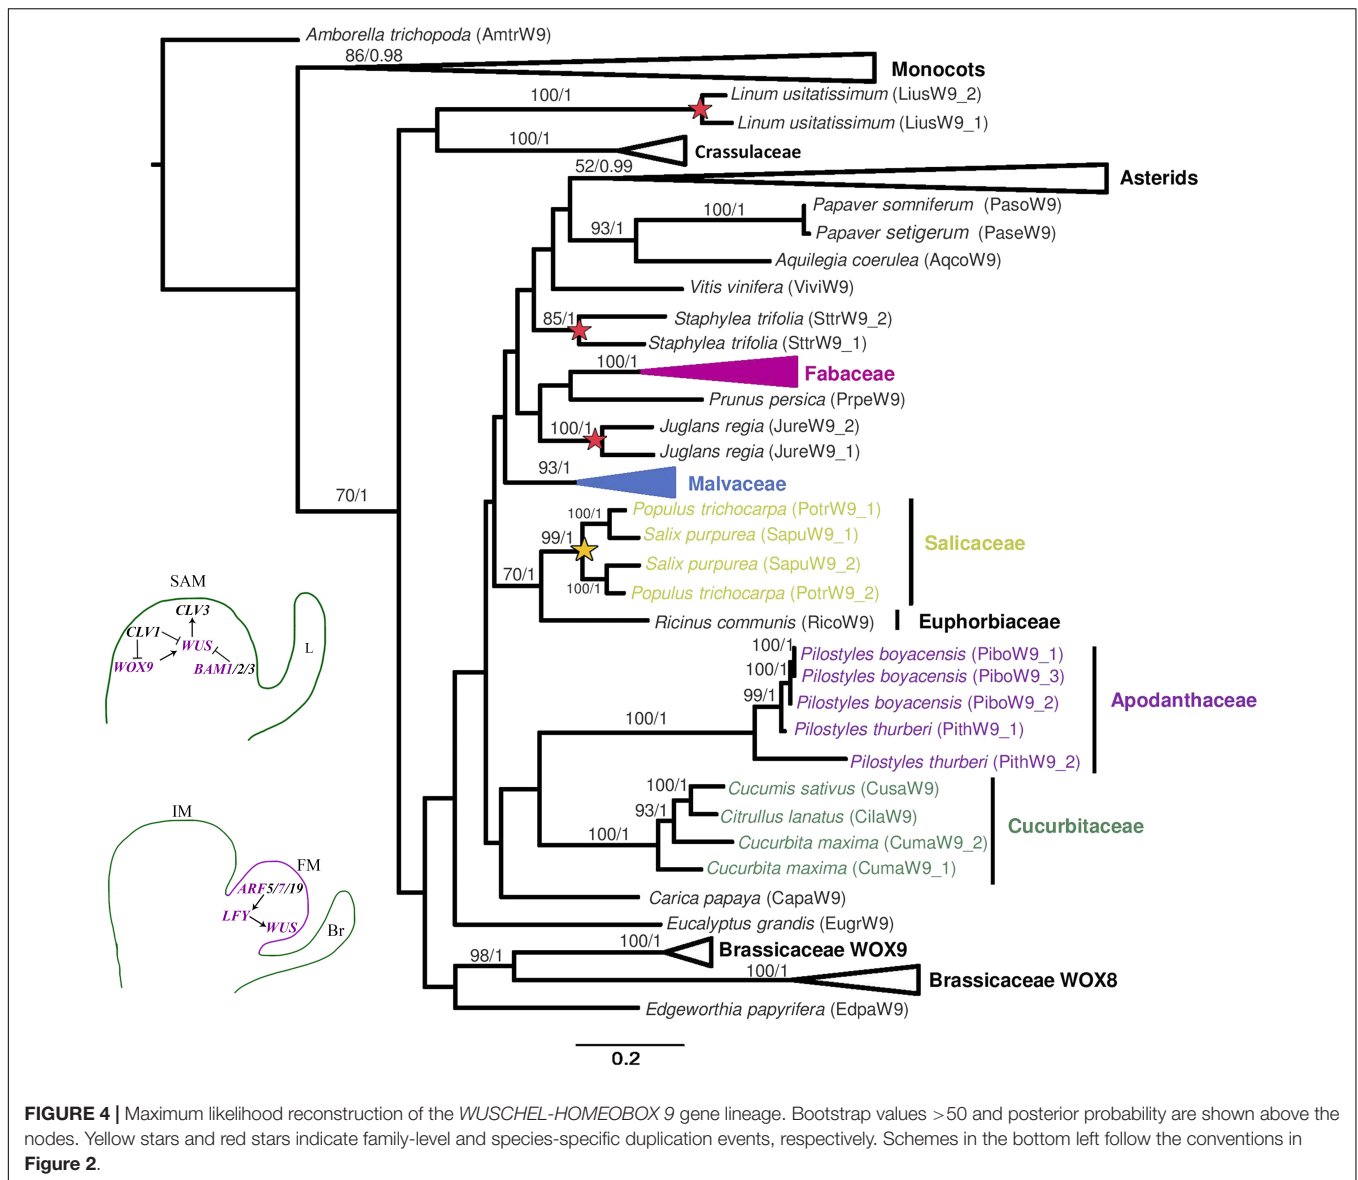 Amborella trichopoda (AmtrW9)
86/0.98
Monocots
100/1
Linum usitatissimum (LiusW9_2)
Linum usitatissimum (LiusW9_1)
100/1
Crassulaceae
52/0.99
Asterids
100/1
Papaver somniferum (PasoW9)
93/1
Papaver setigerum (PaseW9)
Aquilegia coerulea (AqcoW9)
Vitis vinifera (ViviW9)
85/1
Staphylea trifolia (SttrW9_2)
Staphylea trifolia (SttrW9_1)
100/1
Fabaceae
Prunus persica (PrpeW9)
100/1
Juglans regia (JureW9_2)
Juglans regia (JureW9_1)
93/1
Malvaceae
70/1
100/1
Populus trichocarpa (PotrW9_1)
99/1
Salix purpurea (SapuW9_1)
Salicaceae
70/1
Salix purpurea (SapuW9_2)
100/1
Populus trichocarpa (PotrW9_2)
Ricinus communis (RicoW9)
Euphorbiaceae
100/1
Pilostyles boyacensis (PiboW9_1)
100/1
Pilostyles boyacensis (PiboW9_3)
99/1
Pilostyles boyacensis (PiboW9_2)
Apodanthaceae
100/1
Pilostyles thurberi (PithW9_1)
Pilostyles thurberi (PithW9_2)
100/1
Cucumis sativus (CusaW9)
93/1
Citrullus lanatus (CilaW9)
Cucurbitaceae
100/1
Cucurbita maxima (CumaW9_2)
Cucurbita maxima (CumaW9_1)
Carica papaya (CapaW9)
Eucalyptus grandis (EugrW9)
98/1
100/1
Brassicaceae WOX9
100/1
Brassicaceae WOX8
Edgeworthia papyrifera (EdpaW9)
0.2
SAM
CLV3
CLV1
WUS
L
WOX9
BAM1/2/3
IM
FM
ARF5/7/19
LFY
WUS
Br
FIGURE 4 | Maximum likelihood reconstruction of the WUSCHEL-HOMEOBOX 9 gene lineage. Bootstrap values >50 and posterior probability are shown above the
nodes. Yellow stars and red stars indicate family-level and species-specific duplication events, respectively. Schemes in the bottom left follow the conventions in
Figure 2.